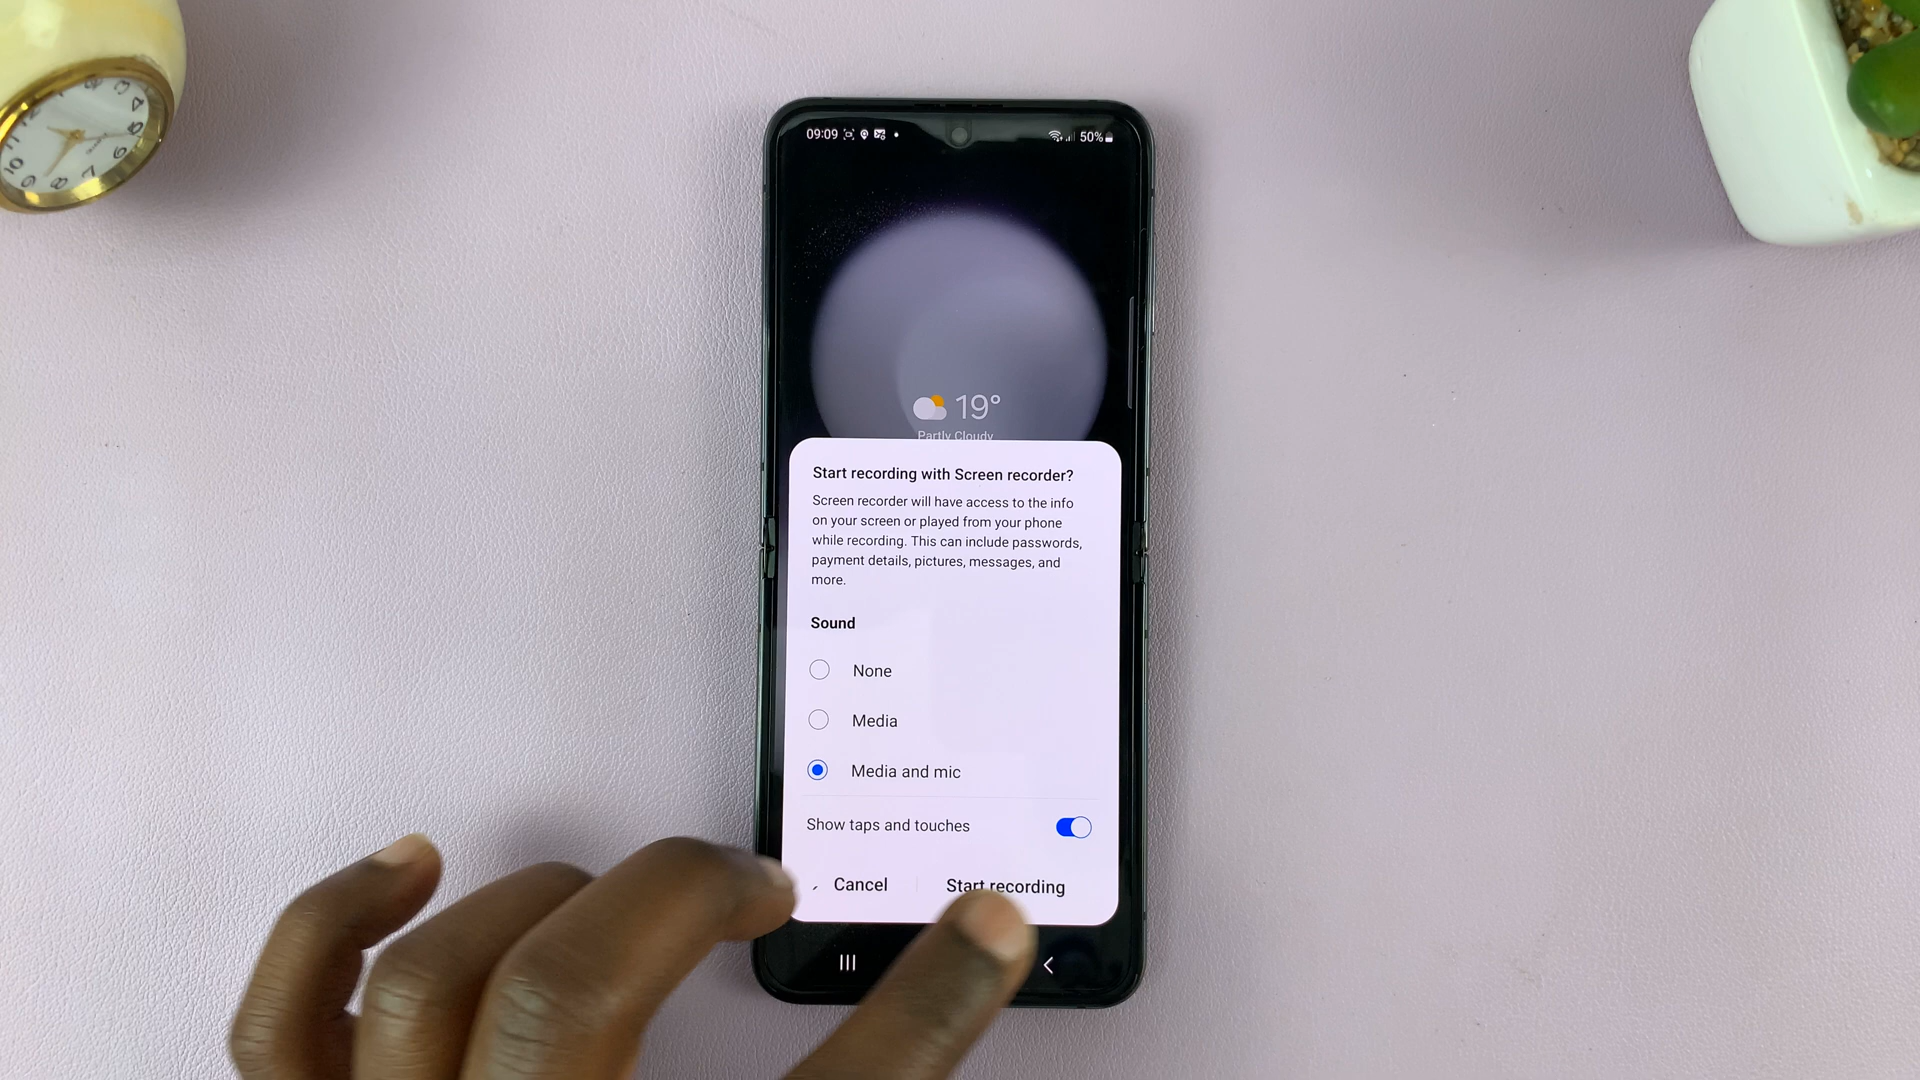 09:09
50%
19°
Partly Cloudy
Start recording with Screen recorder?
Screen recorder will have access to the info
on your screen or played from your phone
while recording. This can include passwords,
payment details, pictures, messages, and
more.
Sound
None
Media
Media and mic
Show taps and touches
Cancel
Start recording